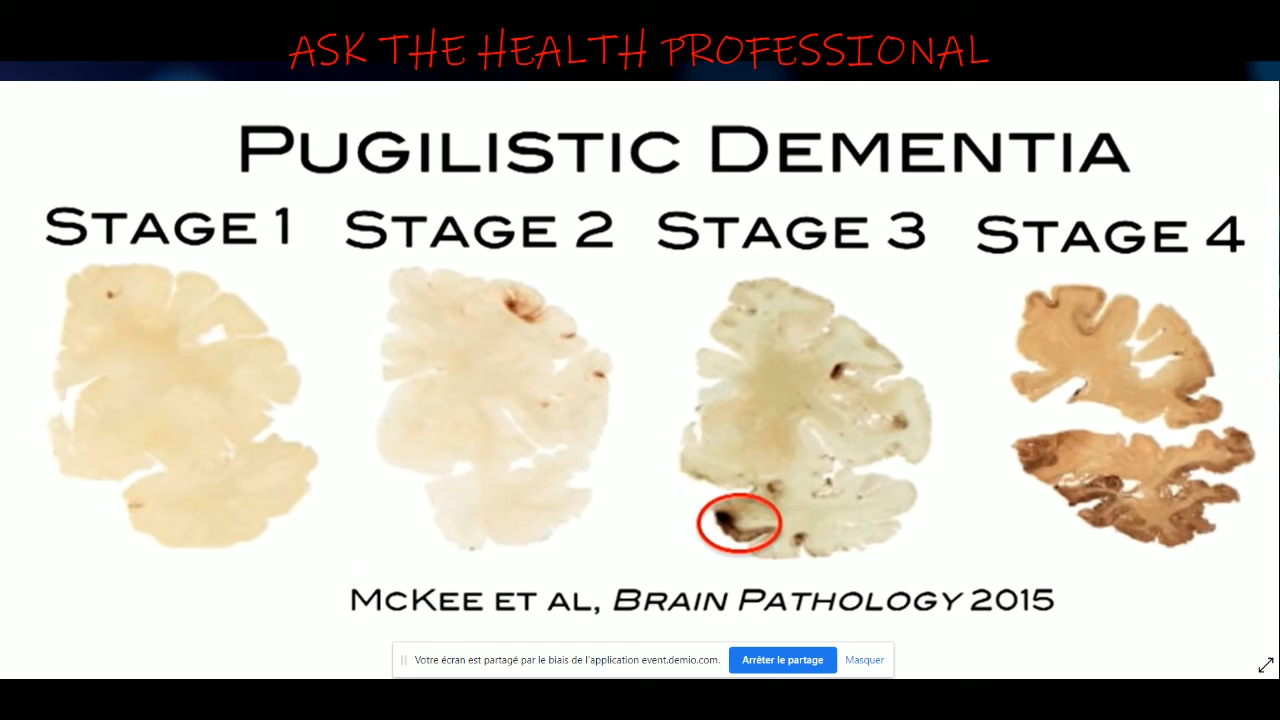 ASK THE HEALTH PROFESSIONAL
PUGILISTIC DEMENTIA
STAGE 1 STAGE 2 STAGE 3 STAGE 4
MCKEE ET AL, BRAIN PATHOLOGY 2015
Votre écran est partagé par le biais de l'application event.demio.com. Arrêter le partage Masquer